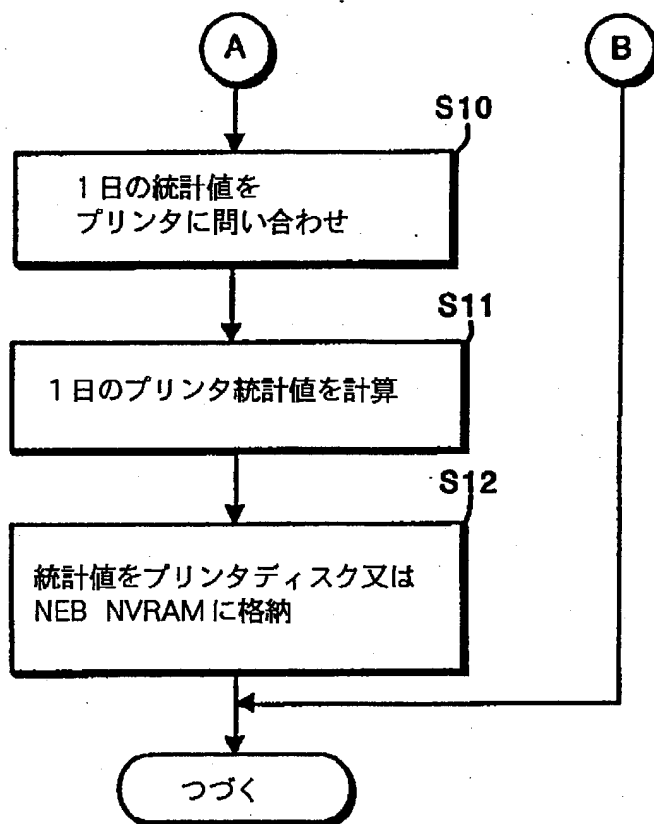 A
B
S10
1日の統計値を
プリンタに問い合わせ
S11
1日のプリンタ統計値を計算
S12
統計値をプリンタディスク又は
NEB NVRAMに格納
つづく